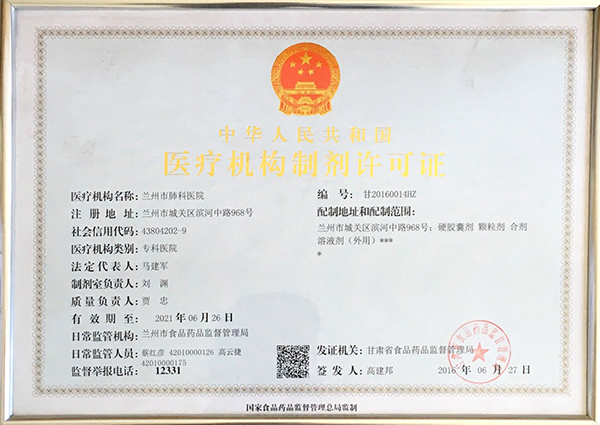 中华人民共和国
医疗机构制剂许可证
医疗机构名称: 兰州市肺科医院
注册地址: 兰州市城关区滨河中路968号
社会信用代码: 43804202-9
医疗机构类别: 专科医院
法定代表人: 马建军
制剂室负责人: 刘渊
质量负责人: 贾忠
有效期至: 2021年06月26日
日常监管机构: 兰州市食品药品监督管理局
日常监管人员: 蔡红彦 42010000126 高云捷
42010000175
监督举报电话: 12331
编号: 甘20160014HZ
配制地址和配制范围:
兰州市城关区滨河中路968号: 硬胶囊剂 颗粒剂 合剂
溶液剂(外用)***
*
发证机关: 甘肃省食品药品监督管理局
签发人: 高建邦
2016年06月27日
国家食品药品监督管理总局监制